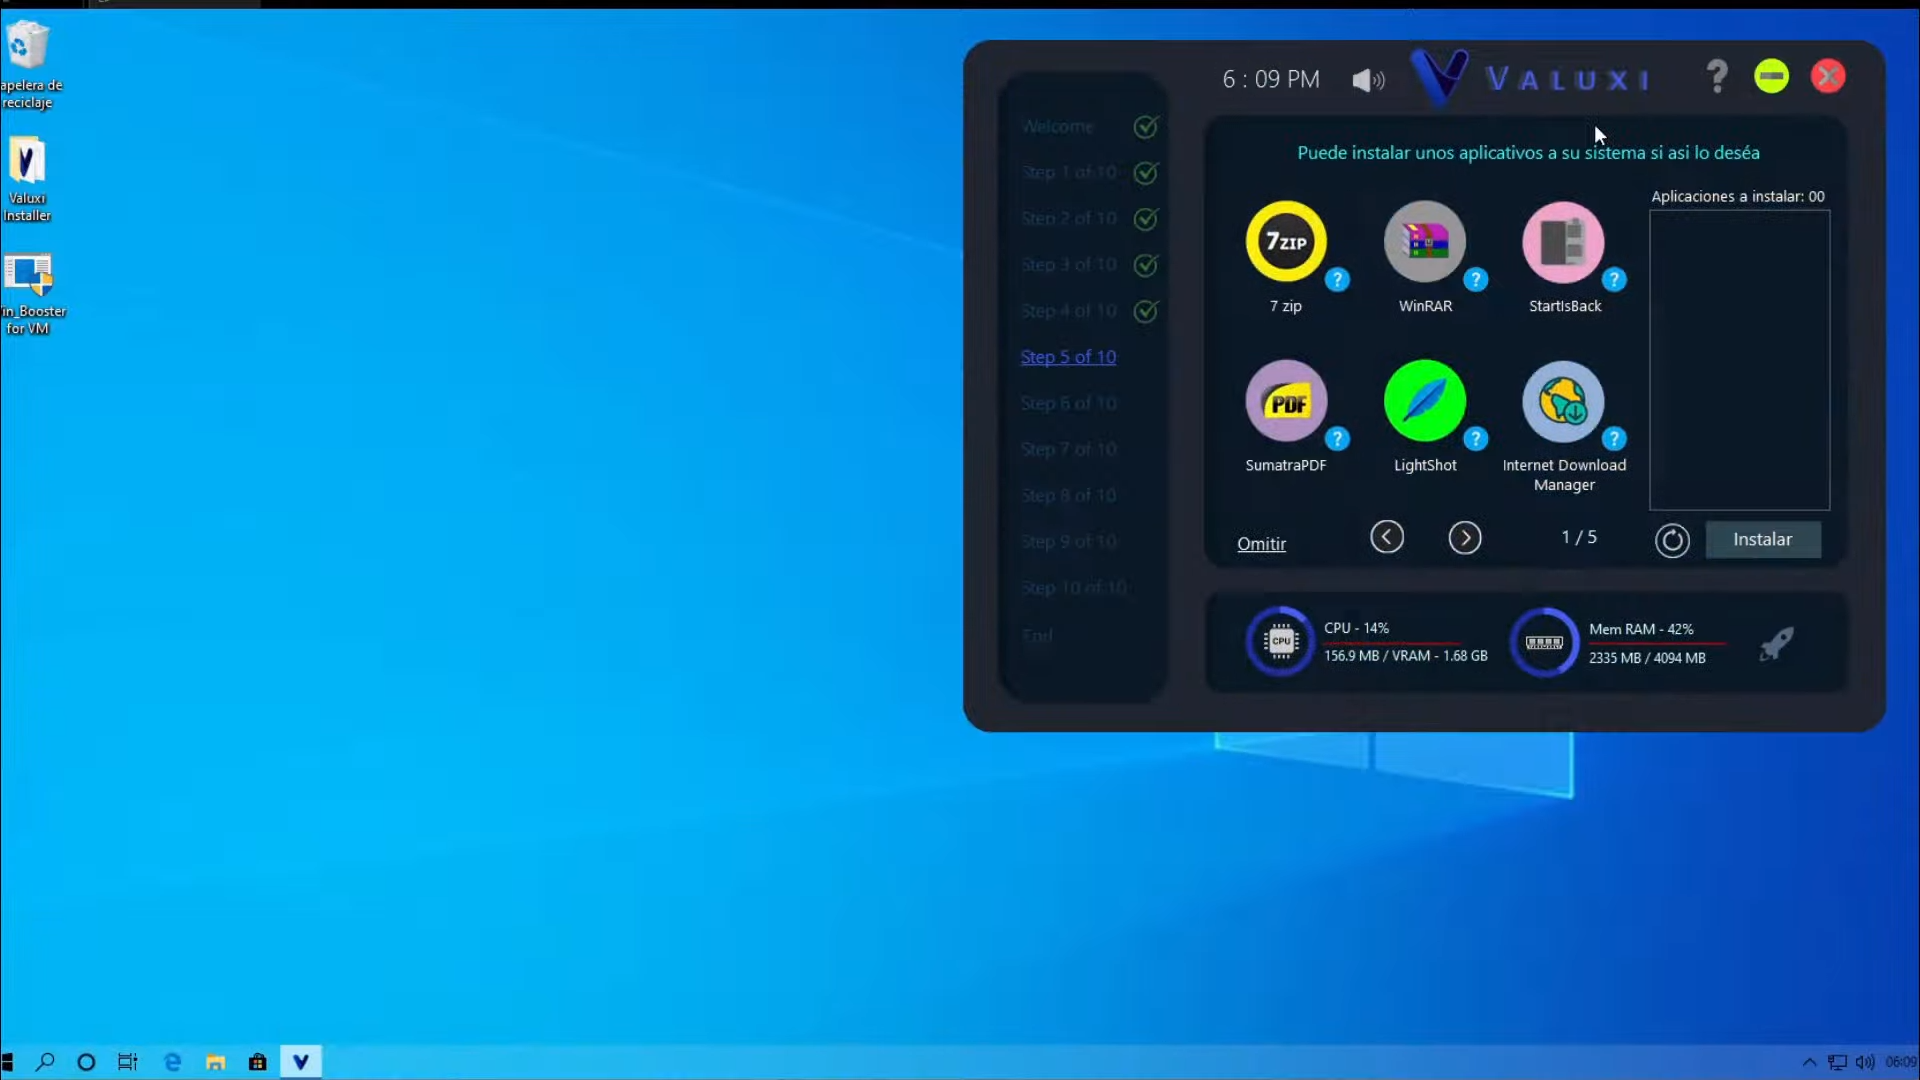 apelera de
reciclaje
Valuxi
Installer
in_Booster
for VM
6 : 09 PM
VALUXI
Welcome
Step 1 of 10
Step 2 of 10
Step 3 of 10
Step 4 of 10
Step 5 of 10
Step 6 of 10
Step 7 of 10
Step 8 of 10
Step 9 of 10
Step 10 of 10
End
Puede instalar unos aplicativos a su sistema si asi lo deséa
Aplicaciones a instalar: 00
7ZIP
7 zip
WinRAR
StartIsBack
PDF
SumatraPDF
LightShot
Internet Download
Manager
Omitir
1 / 5
Instalar
CPU
CPU - 14%
156.9 MB / VRAM - 1.68 GB
Mem RAM - 42%
2335 MB / 4094 MB
06:09